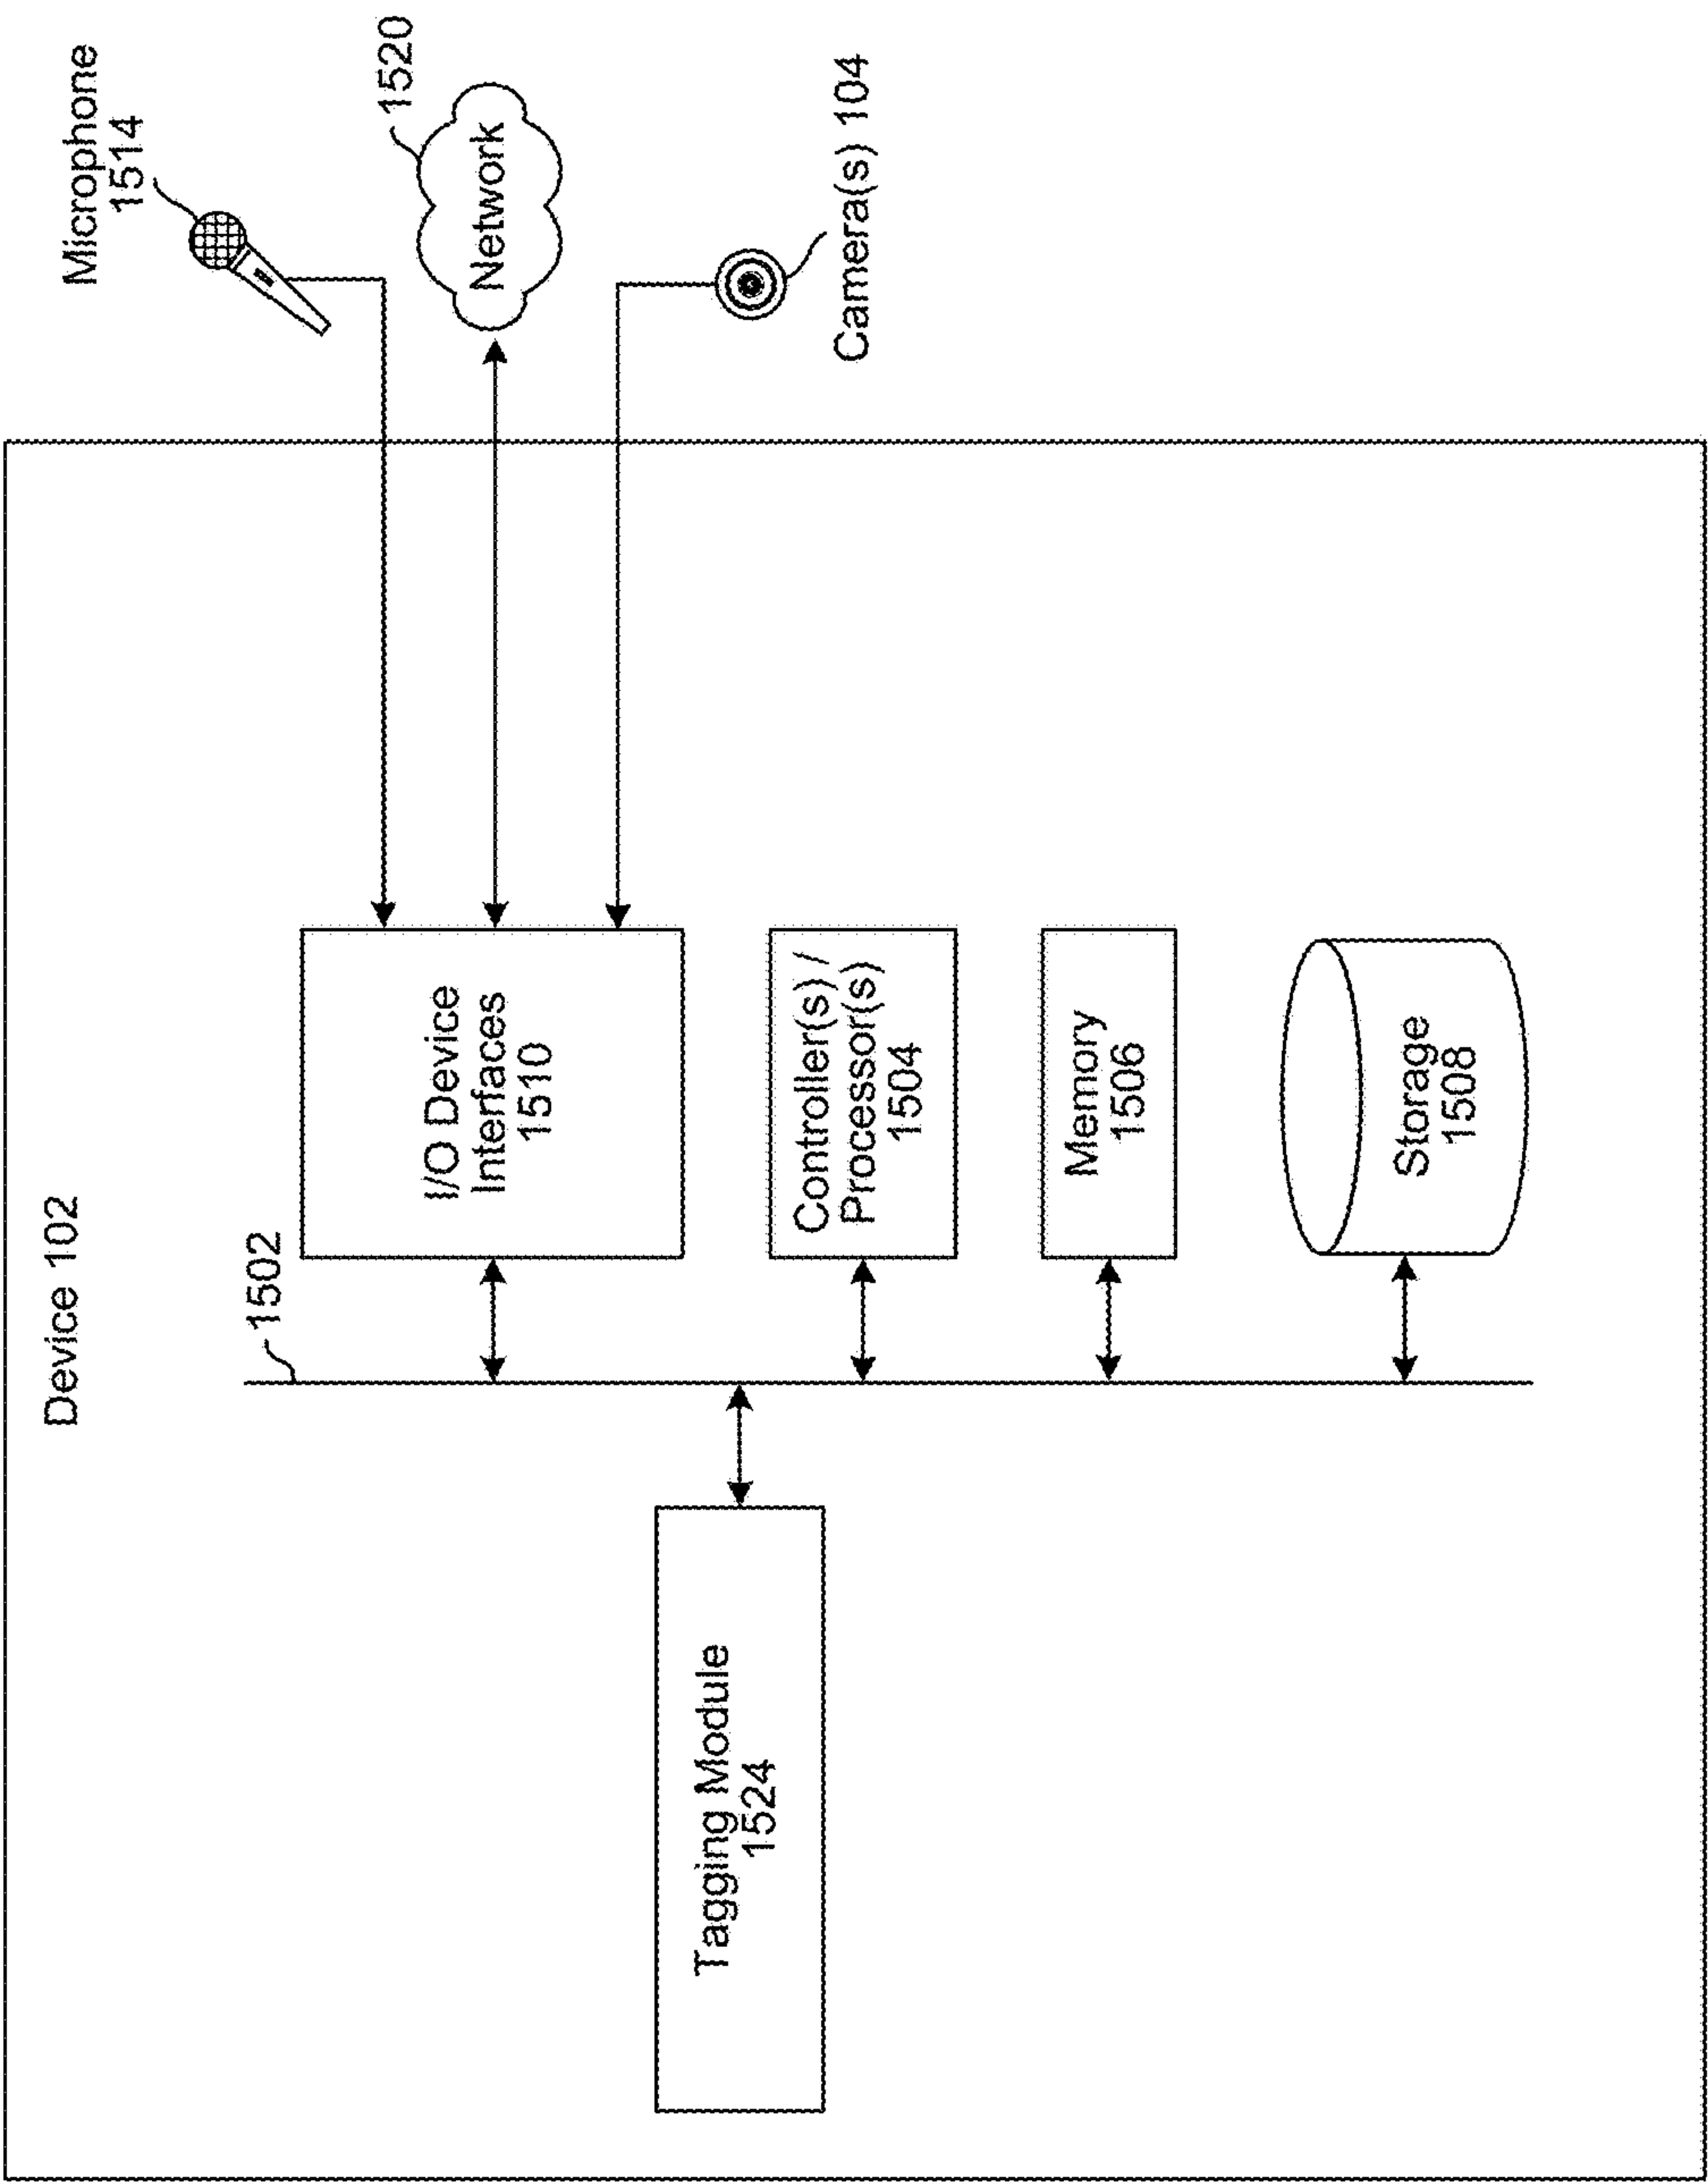 Device 102
1502
Tagging Module
1524
I/O Device
Interfaces
1510
Controller(s) /
Processor(s)
1504
Memory
1506
Storage
1508
Microphone
1514
1520
Network
Camera(s) 104